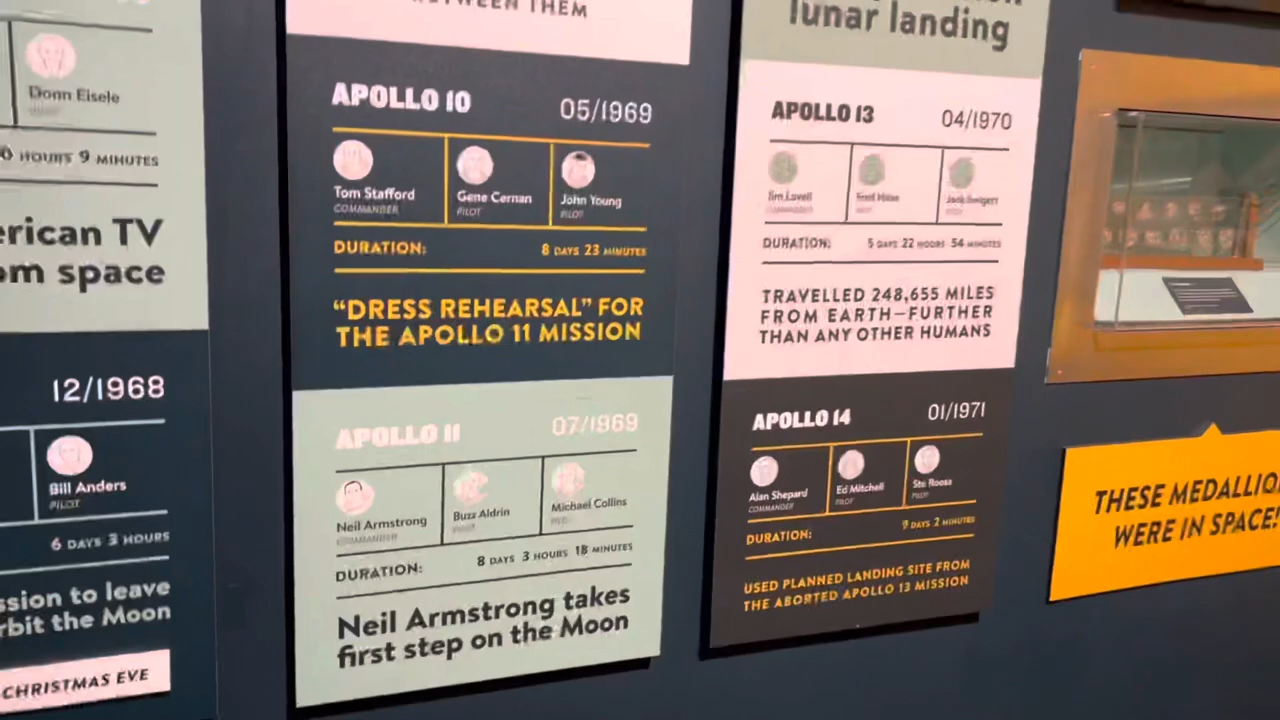 Donn Eisele
HOURS 9 MINUTES
erican TV
om space
12/1968
Bill Anders
PILOT
6 DAYS 3 HOURS
ssion to leave
rbit the Moon
CHRISTMAS EVE
BETWEEN THEM
APOLLO 10
05/1969
Tom Stafford
COMMANDER
Gene Cernan
PILOT
John Young
PILOT
DURATION:
8 DAYS 23 MINUTES
“DRESS REHEARSAL” FOR
THE APOLLO 11 MISSION
APOLLO 11
07/1969
Neil Armstrong
COMMANDER
Buzz Aldrin
PILOT
Michael Collins
DURATION:
8 DAYS 3 HOURS 18 MINUTES
Neil Armstrong takes
first step on the Moon
lunar landing
APOLLO 13
04/1970
Jim Lovell
COMMANDER
Fred Haise
Jack Swigert
DURATION:
5 DAYS 22 HOURS 54 MINUTES
TRAVELLED 248,655 MILES
FROM EARTH—FURTHER
THAN ANY OTHER HUMANS
APOLLO 14
01/1971
Alan Shepard
COMMANDER
Ed Mitchell
PILOT
Stu Roosa
PILOT
DURATION:
9 DAYS 2 MINUTES
USED PLANNED LANDING SITE FROM
THE ABORTED APOLLO 13 MISSION
THESE MEDALLIO
WERE IN SPACE!